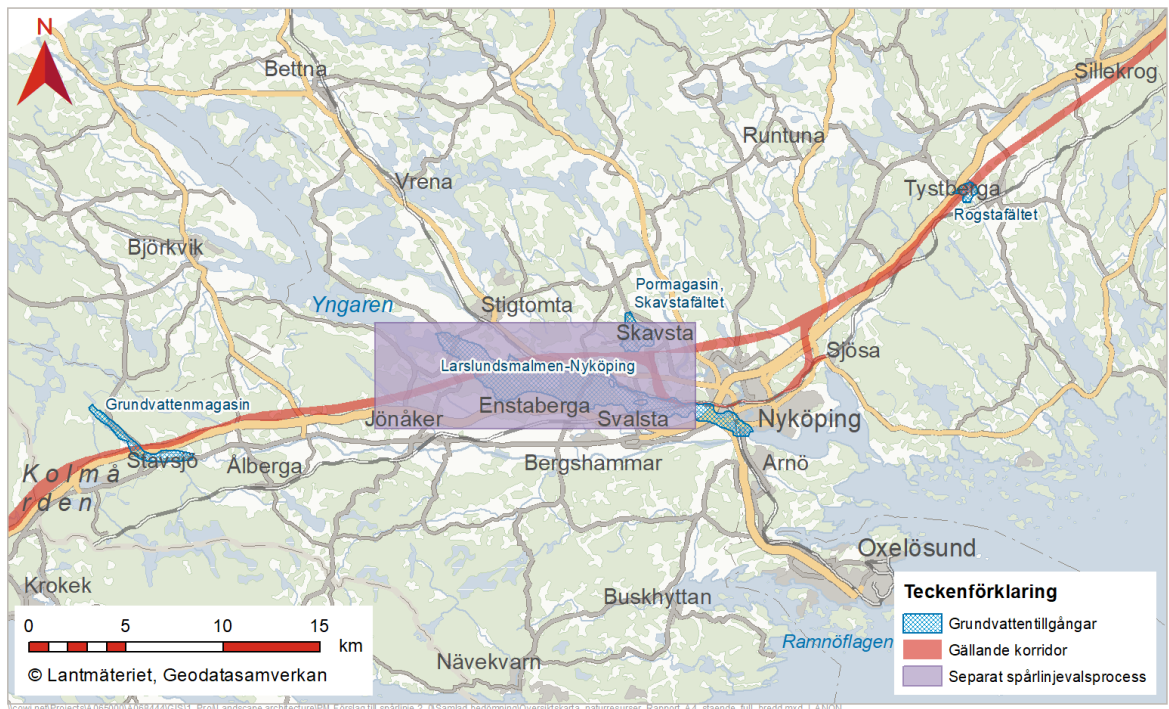 N
Bettna
Sillekrog
Runtuna
Vrena
Tystberga
Rogstafältet
Björkvik
Pormagasin,
Skavstafältet
Yngaren
Stigtomta
Skavsta
Sjösa
Larslundsmalmen-Nyköping
Grundvattenmagasin
Enstaberga
Jönåker
Svalsta
Nyköping
Stavsjö
Ålberga
Bergshammar
Arnö
Kolmå
rden
Oxelösund
Krokek
Buskhyttan
Ramnöflagen
Nävekvarn
0 5 10 15
km
© Lantmäteriet, Geodatasamverkan
Teckenförklaring
Grundvattentillgångar
Gällande korridor
Separat spårlinjevalsprocess